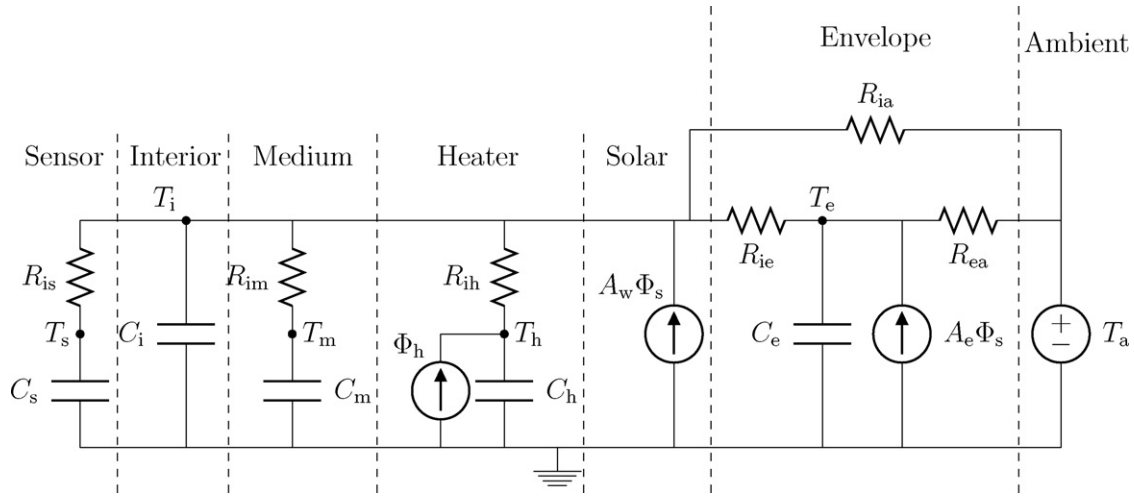 Envelope
Ambient
R_ia
Sensor
Interior
Medium
Heater
Solar
T_i
T_e
R_is
R_im
R_ih
R_ie
R_ea
A_wΦ_s
T_s
C_i
T_m
Φ_h
T_h
C_e
A_eΦ_s
+
−
T_a
C_s
C_m
C_h